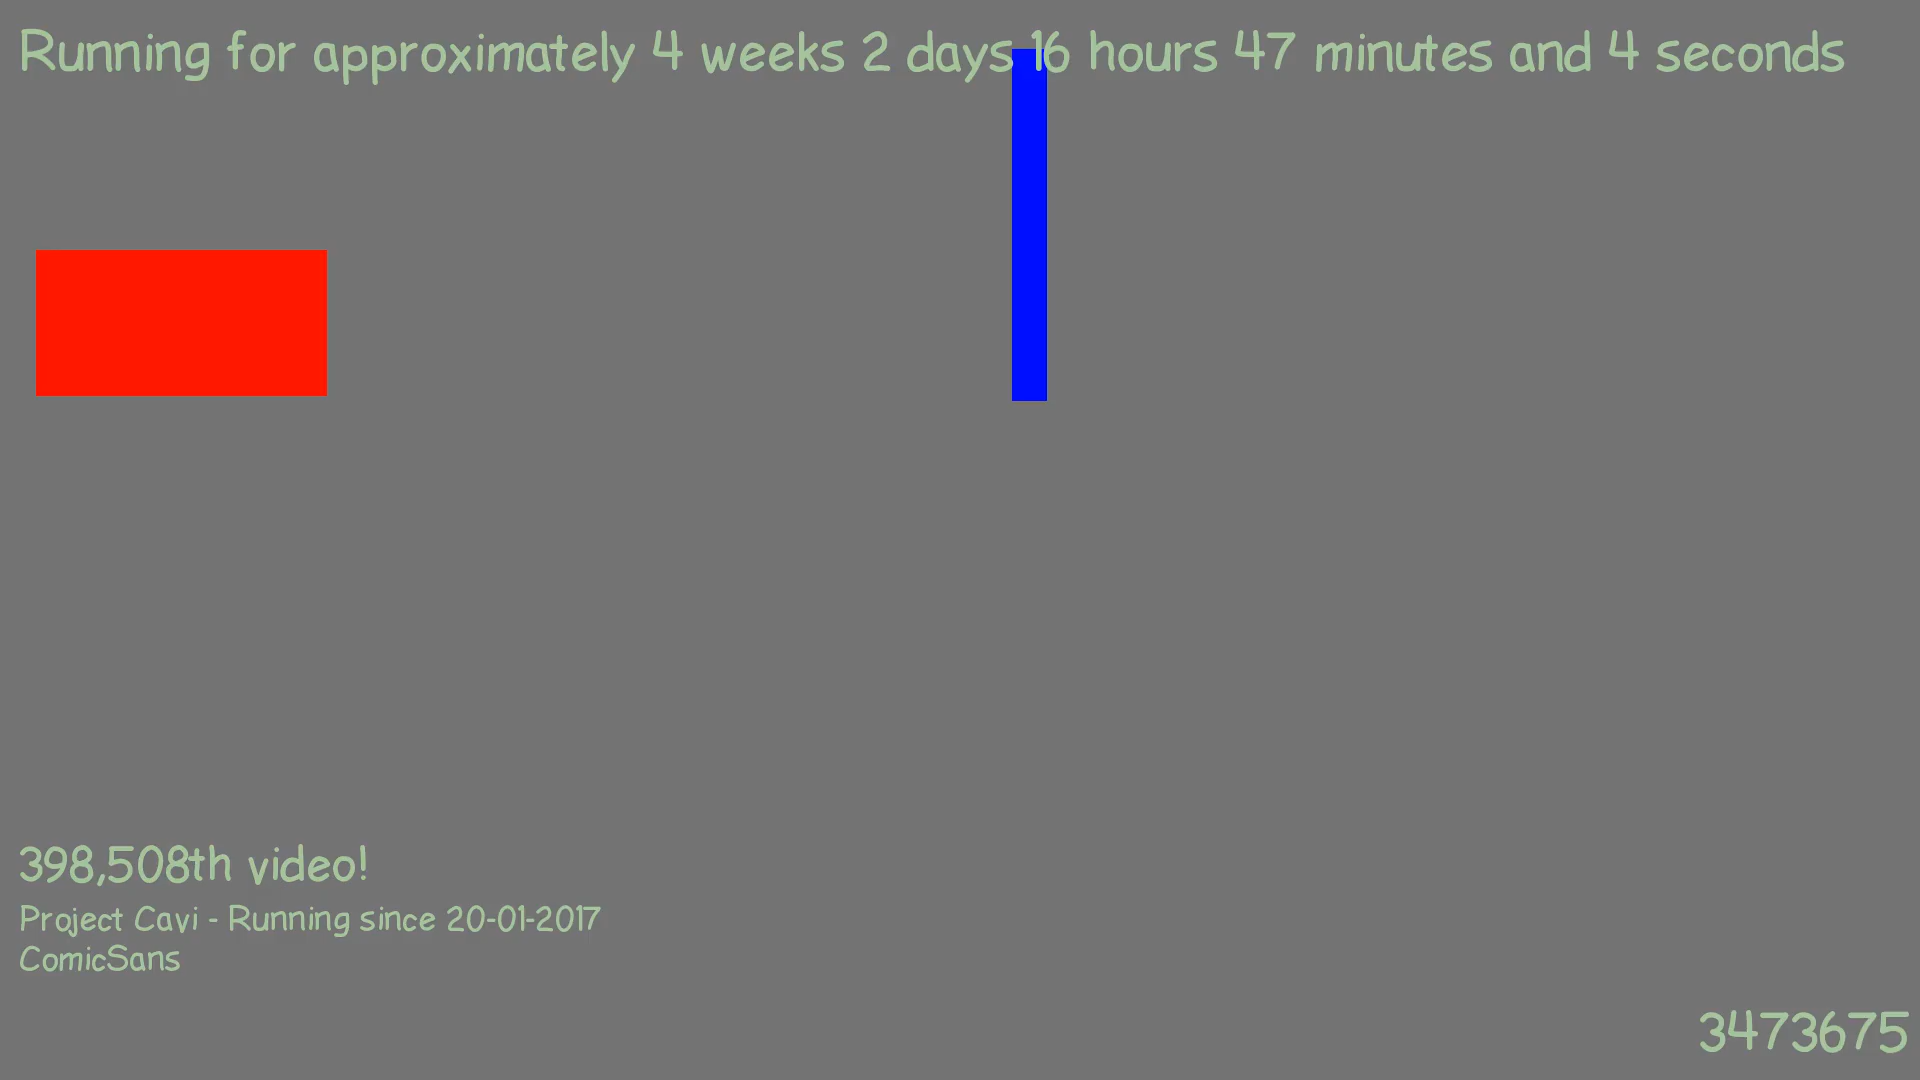 Running for approximately 4 weeks 2 days 16 hours 47 minutes and 4 seconds
398,508th video!
Project Cavi - Running since 20-01-2017
ComicSans
3473675